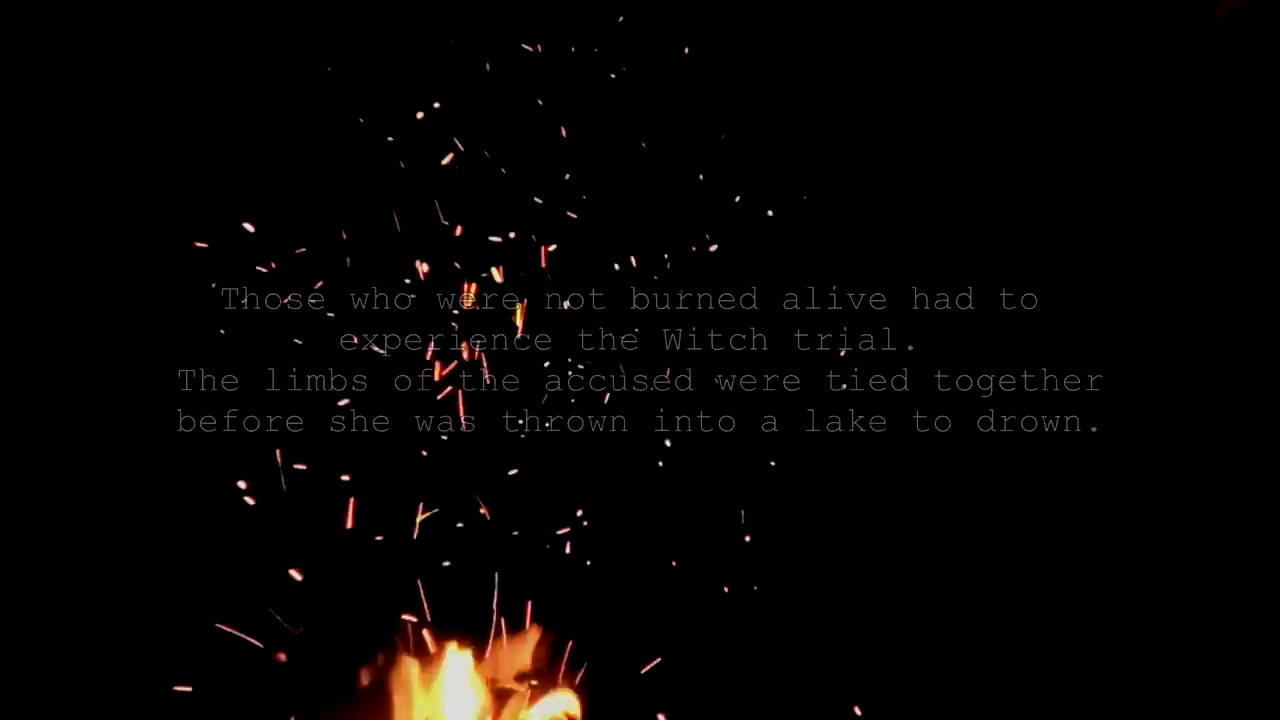 Those who were not burned alive had to
experience the Witch trial.
The limbs of the accused were tied together
before she was thrown into a lake to drown.